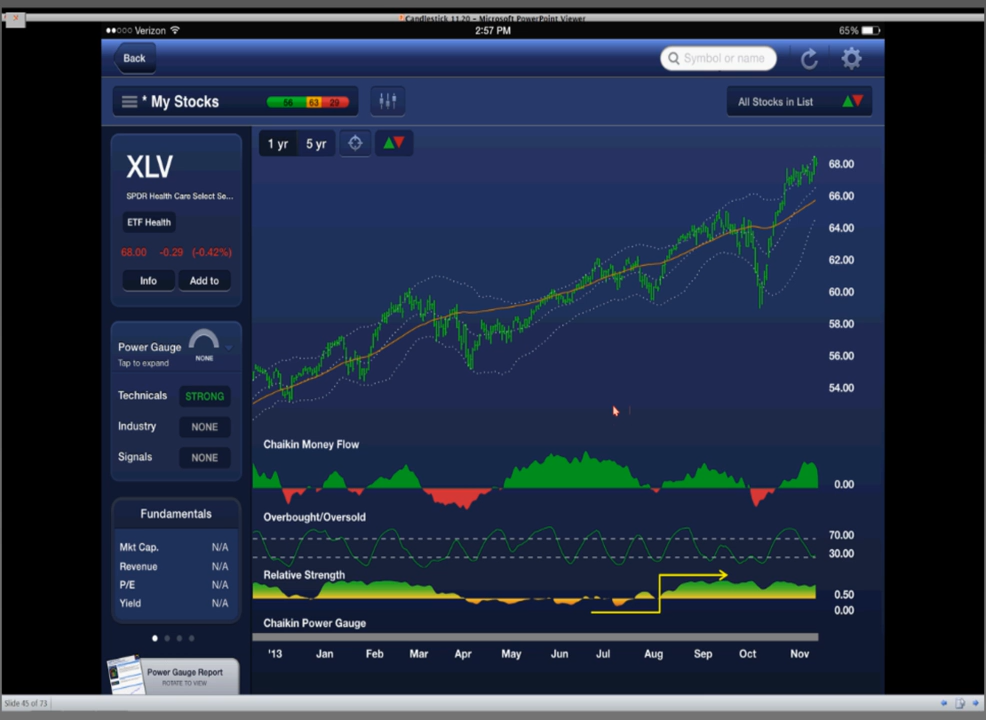 Candlestick 11.20 - Microsoft PowerPoint Viewer
Verizon 2:57 PM 65%
Back Symbol or name
* My Stocks 56 63 29 All Stocks in List
1 yr 5 yr
XLV
SPDR Health Care Select Se...
ETF Health
68.00 -0.29 (-0.42%)
Info Add to
Power Gauge NONE
Tap to expand
Technicals STRONG
Industry NONE
Signals NONE
Fundamentals
Mkt Cap. N/A
Revenue N/A
P/E N/A
Yield N/A
Power Gauge Report
ROTATE TO VIEW
68.00
66.00
64.00
62.00
60.00
58.00
56.00
54.00
Chaikin Money Flow
0.00
Overbought/Oversold
70.00
30.00
Relative Strength
0.50
0.00
Chaikin Power Gauge
'13 Jan Feb Mar Apr May Jun Jul Aug Sep Oct Nov
Slide 45 of 73